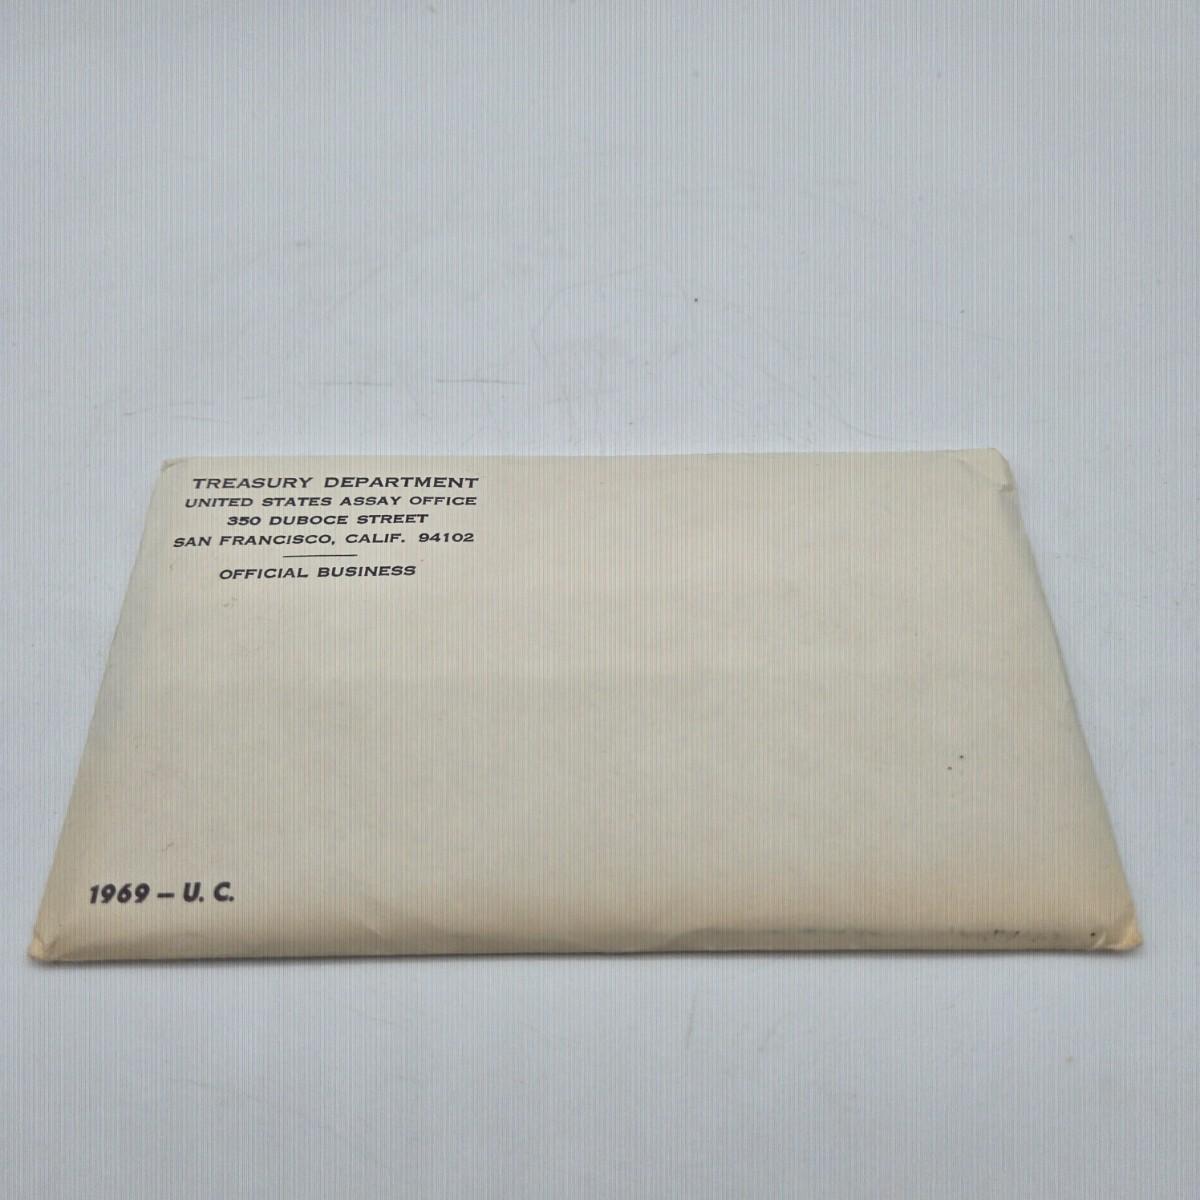 TREASURY DEPARTMENT
UNITED STATES ASSAY OFFICE
350 DUBOCE STREET
SAN FRANCISCO, CALIF. 94102
OFFICIAL BUSINESS
1969 – U. C.